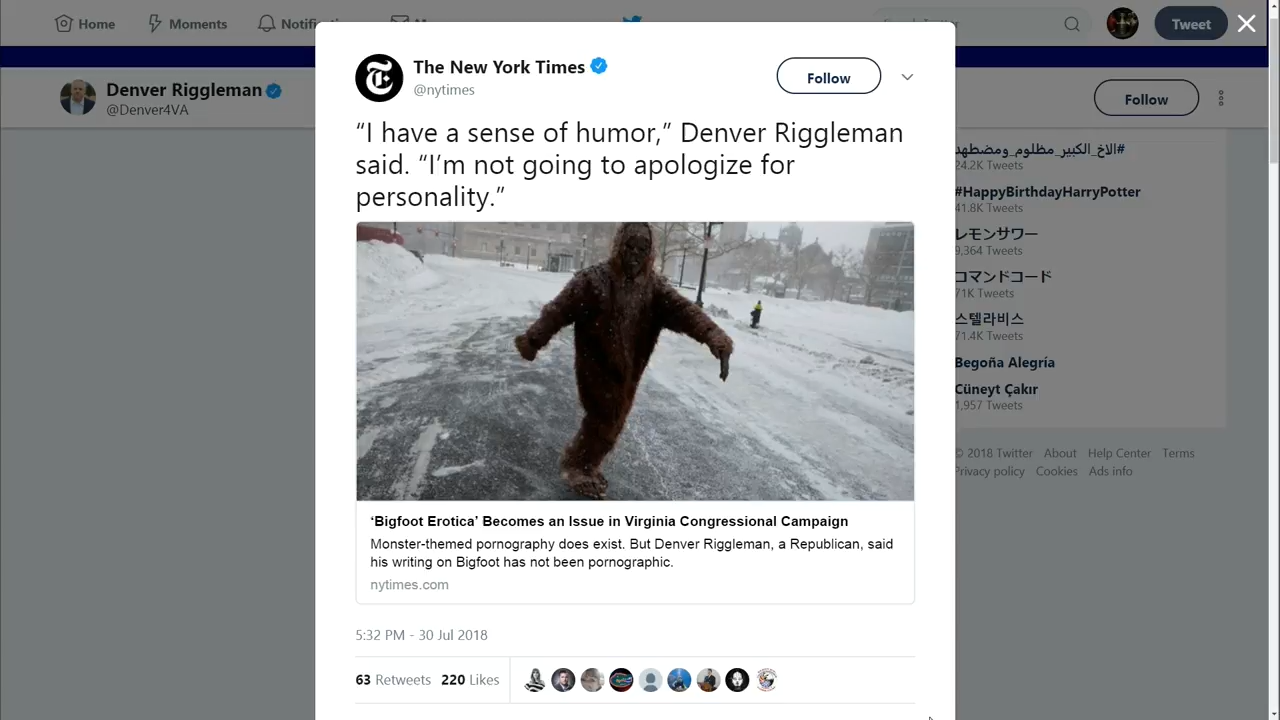 Home
Moments
Tweet
The New York Times
@nytimes
Follow
Denver Riggleman
@Denver4VA
Follow
“I have a sense of humor,” Denver Riggleman
said. “I’m not going to apologize for
personality.”
‘Bigfoot Erotica’ Becomes an Issue in Virginia Congressional Campaign
Monster-themed pornography does exist. But Denver Riggleman, a Republican, said
his writing on Bigfoot has not been pornographic.
nytimes.com
5:32 PM - 30 Jul 2018
63 Retweets 220 Likes
#الاخ_الكبير_مظلوم_ومضطهد
24.2K Tweets
#HappyBirthdayHarryPotter
41.8K Tweets
レモンサワー
9,364 Tweets
コマンドコード
71K Tweets
스텔라비스
71.4K Tweets
Begoña Alegría
Cüneyt Çakır
1,957 Tweets
© 2018 Twitter About Help Center Terms
Privacy policy Cookies Ads info